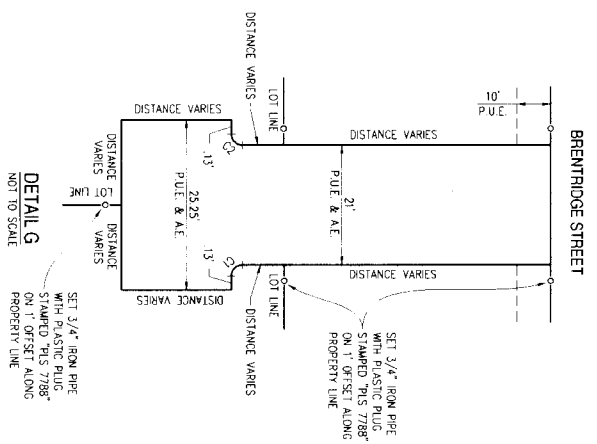 BRENTRIDGE STREET
10'
P.U.E.
DISTANCE VARIES
LOT LINE
DISTANCE VARIES
21'
P.U.E. & A.E.
DISTANCE VARIES
LOT LINE
DISTANCE VARIES
SET 3/4" IRON PIPE
WITH PLASTIC PLUG
STAMPED "PLS 7788"
ON 1' OFFSET ALONG
PROPERTY LINE
DISTANCE VARIES
C2
.13'
25.25'
P.U.E. & A.E.
.13'
C2
DISTANCE VARIES
DISTANCE
VARIES
LOT LINE
DISTANCE
VARIES
DETAIL G
NOT TO SCALE
SET 3/4" IRON PIPE
WITH PLASTIC PLUG
STAMPED "PLS 7788"
ON 1' OFFSET ALONG
PROPERTY LINE